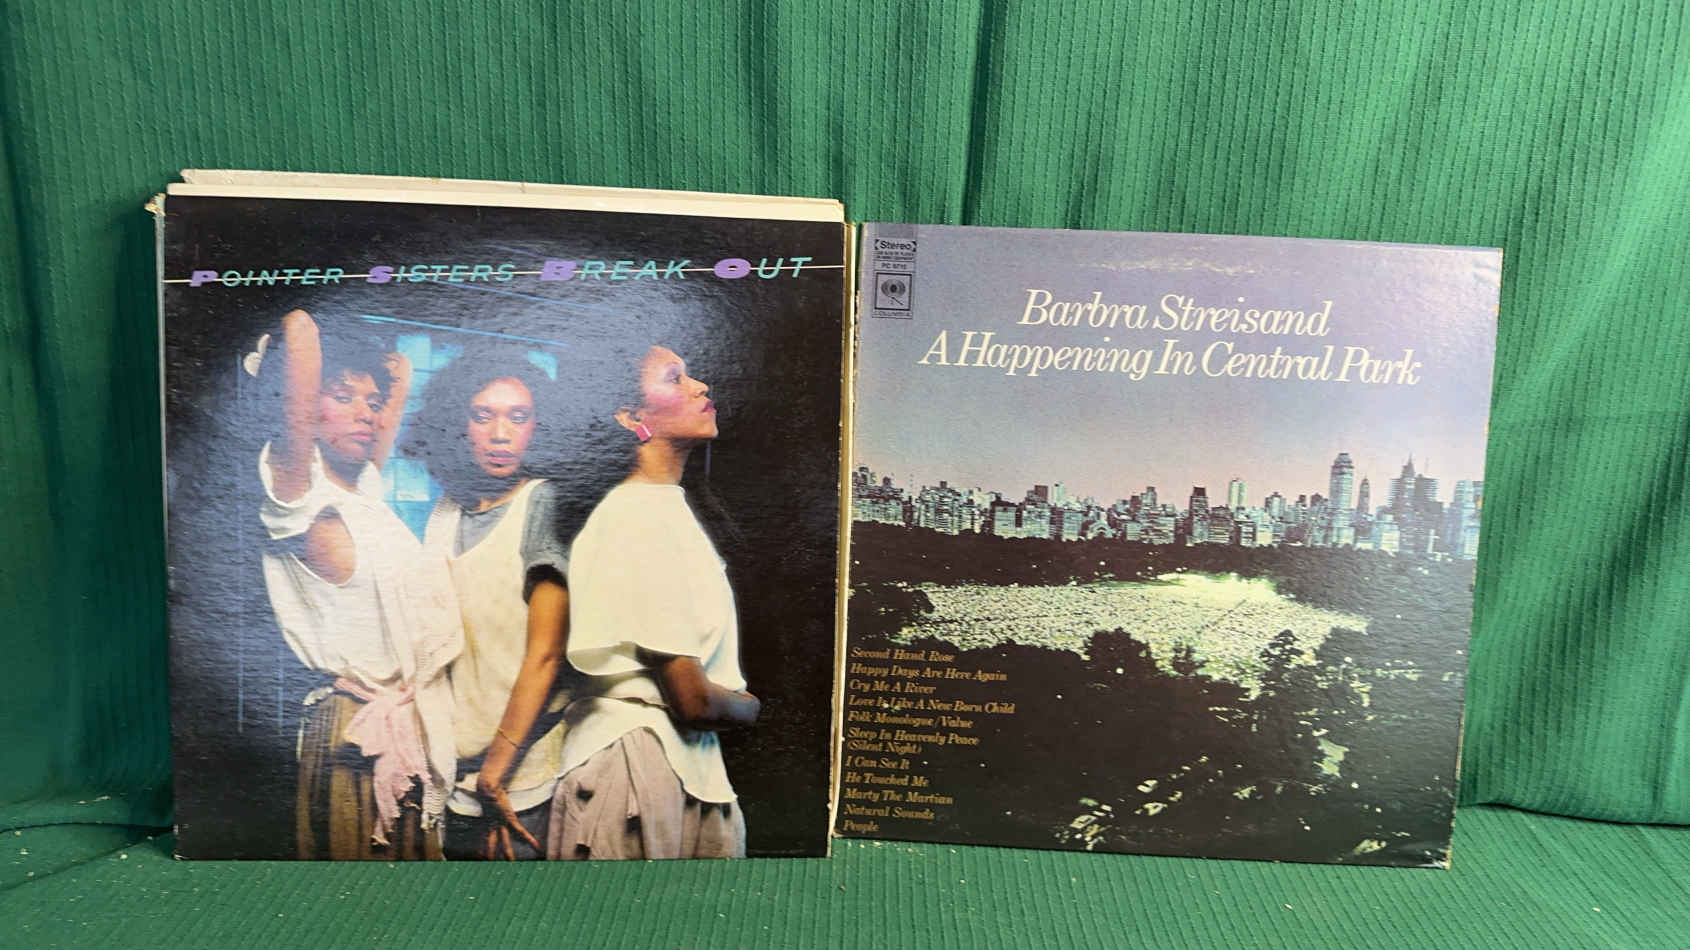 POINTER SISTERS BREAK OUT
Stereo
PC 9710
COLUMBIA
Barbra Streisand
A Happening In Central Park
Second Hand Rose
Happy Days Are Here Again
Cry Me A River
Love Is Like A New Born Child
Folk Monologue/Value
Sleep In Heavenly Peace
(Silent Night)
I Can See It
He Touched Me
Marty The Martian
Natural Sounds
People